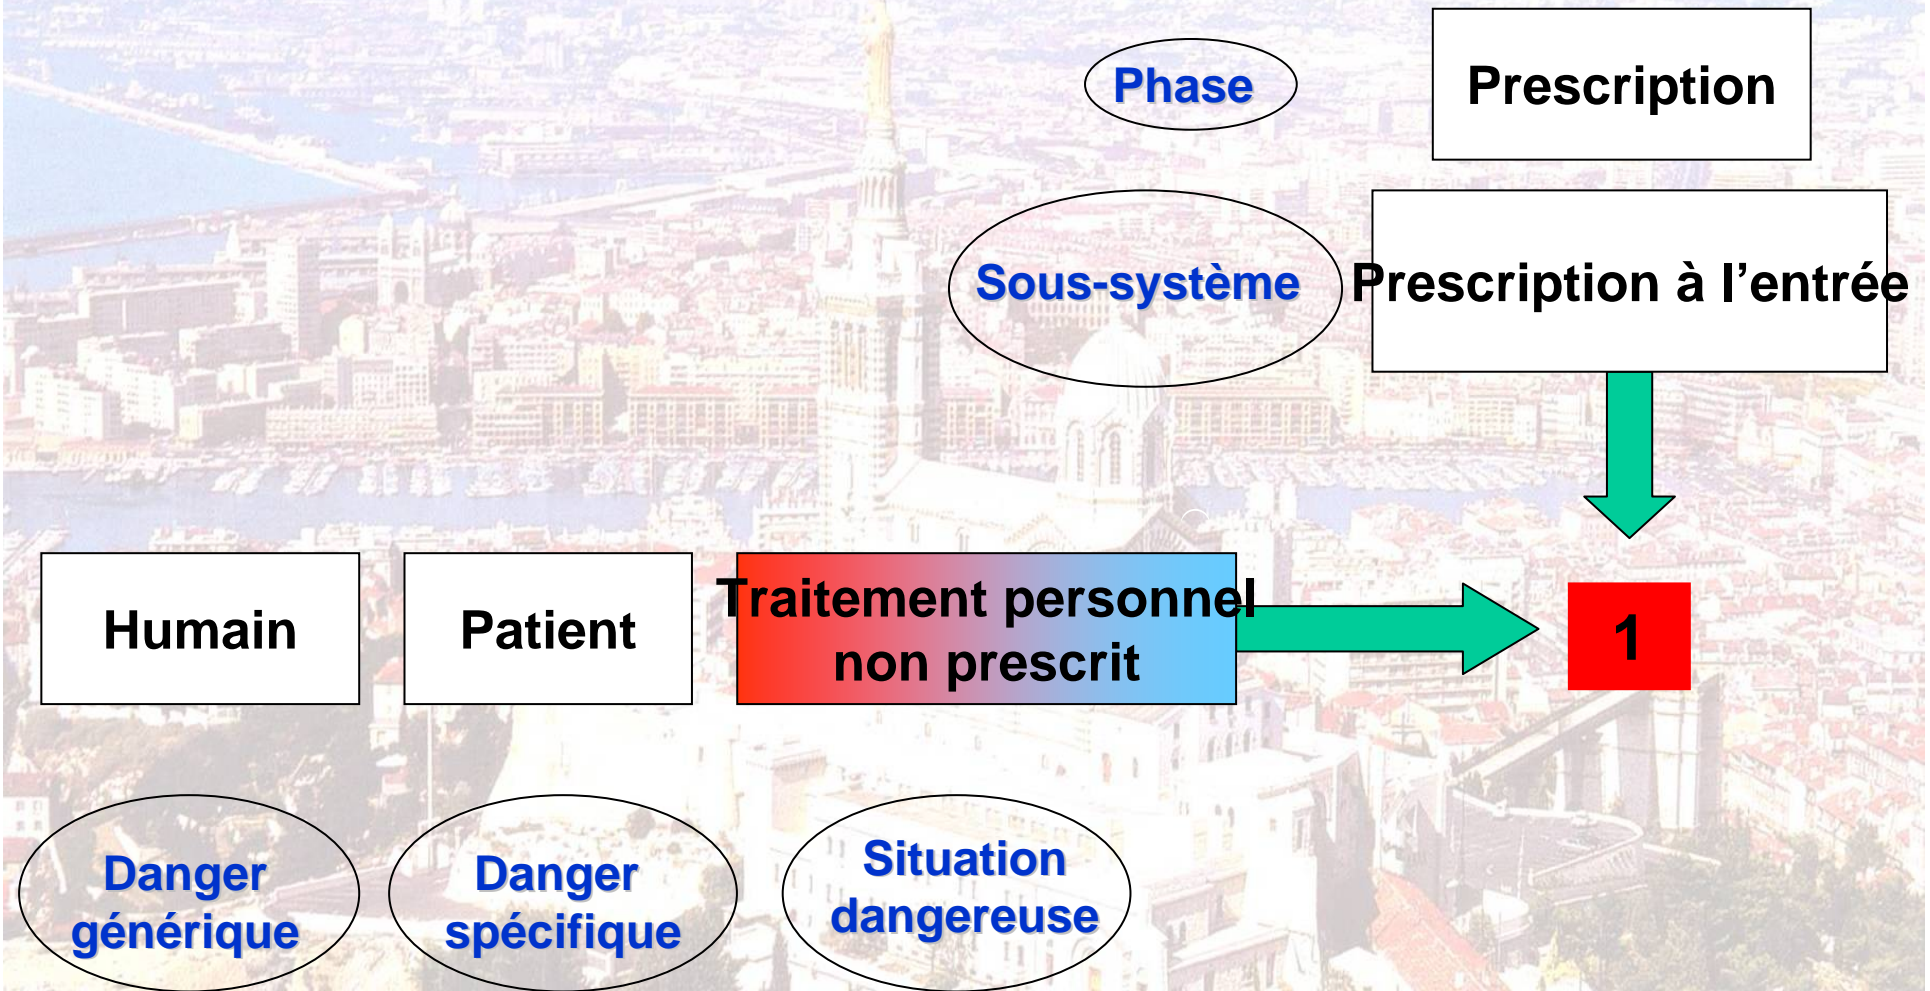 Phase
Prescription
Sous-système
Prescription à l’entrée
Humain
Patient
Traitement personnel
non prescrit
1
Danger
générique
Danger
spécifique
Situation
dangereuse